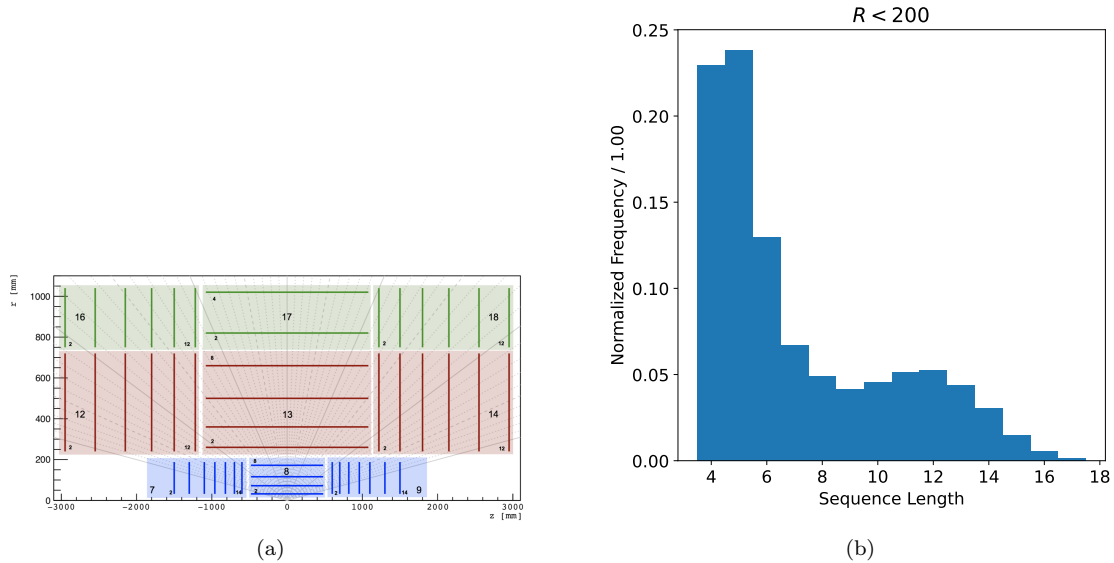 R < 200
0.25
0.20
0.15
0.10
0.05
0.00
Normalized Frequency / 1.00
4 6 8 10 12 14 16 18
Sequence Length
(b)
r [mm]
1000
800
600
400
200
0
16 17 18
2 12 4 2 2 12
12 13 14
2 12 8 2 2 12
7 8 9
2 14 8 2 2 14
−3000 −2000 −1000 0 1000 2000 3000
z [mm]
(a)